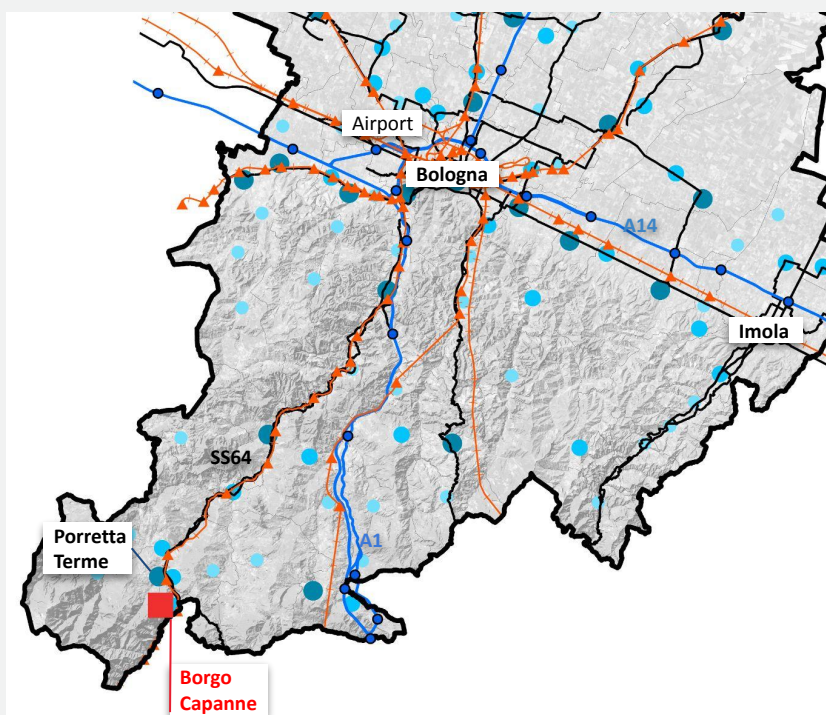 Airport
Bologna
A14
Imola
SS64
Porretta
Terme
A1
Borgo
Capanne